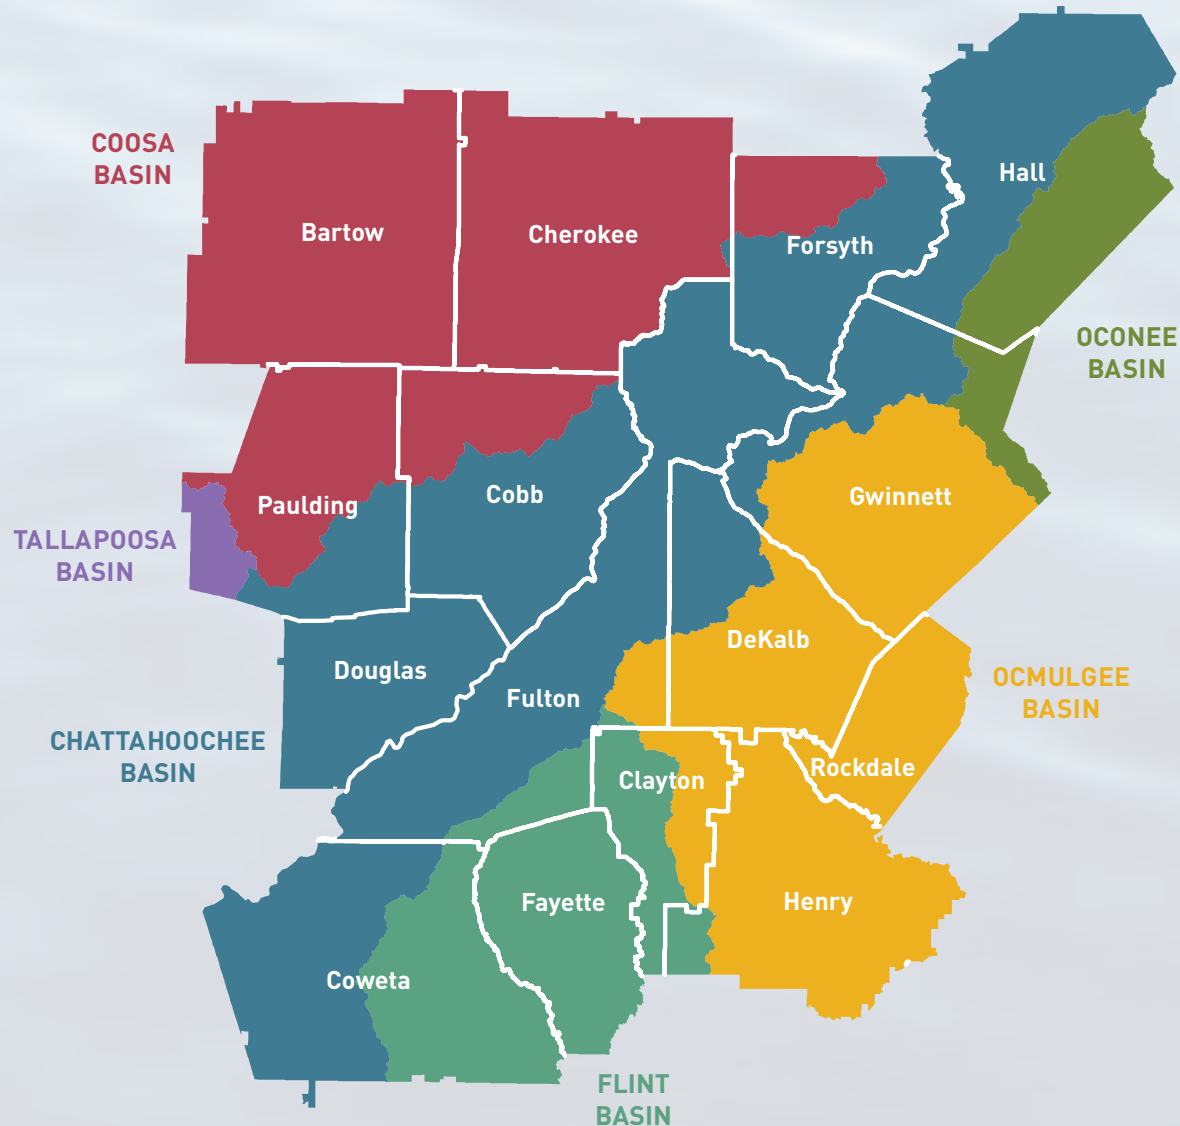 COOSA
BASIN
Hall
Bartow
Cherokee
Forsyth
OCONEE
BASIN
Cobb
Gwinnett
Paulding
TALLAPOOSA
BASIN
DeKalb
Douglas
OCMULGEE
BASIN
Fulton
CHATTAHOOCHEE
BASIN
Rockdale
Clayton
Fayette
Henry
Coweta
FLINT
BASIN